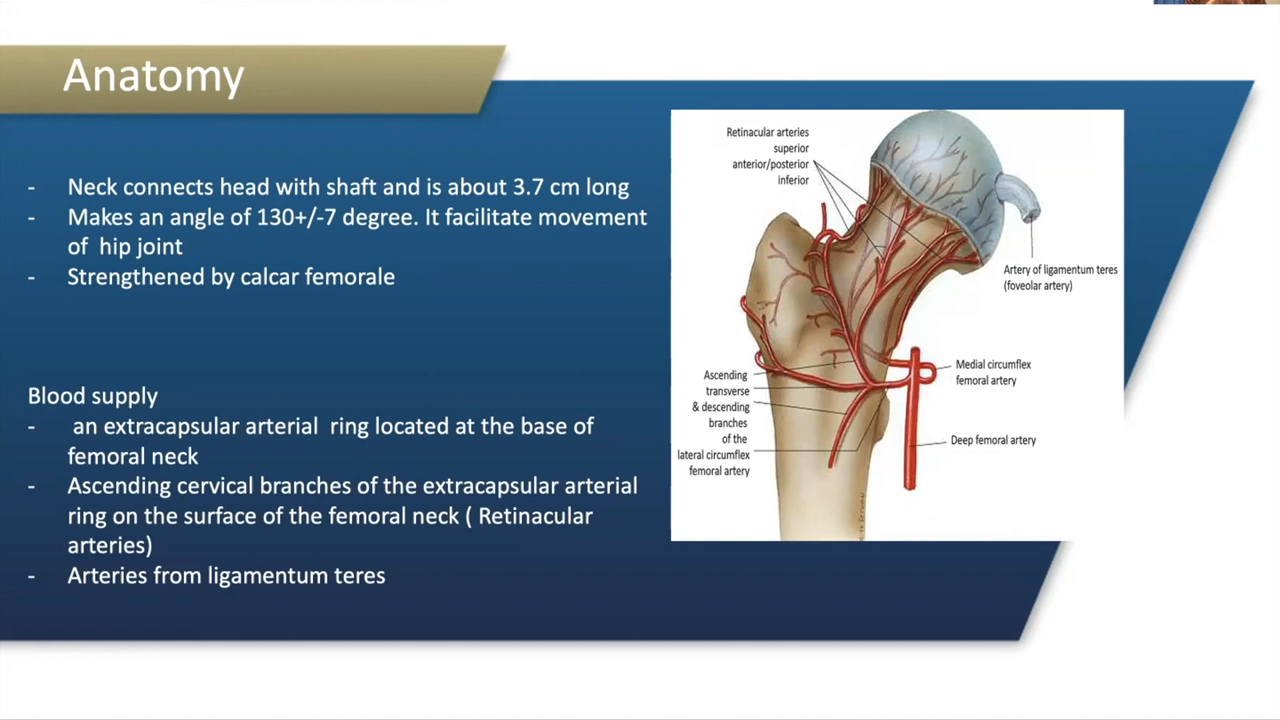 Anatomy
- Neck connects head with shaft and is about 3.7 cm long
- Makes an angle of 130+/-7 degree. It facilitate movement
of hip joint
- Strengthened by calcar femorale
Blood supply
- an extracapsular arterial ring located at the base of
femoral neck
- Ascending cervical branches of the extracapsular arterial
ring on the surface of the femoral neck ( Retinacular
arteries)
- Arteries from ligamentum teres
Retinacular arteries
superior
anterior/posterior
inferior
Artery of ligamentum teres
(foveolar artery)
Medial circumflex
femoral artery
Ascending
transverse
& descending
branches
of the
lateral circumflex
femoral artery
Deep femoral artery